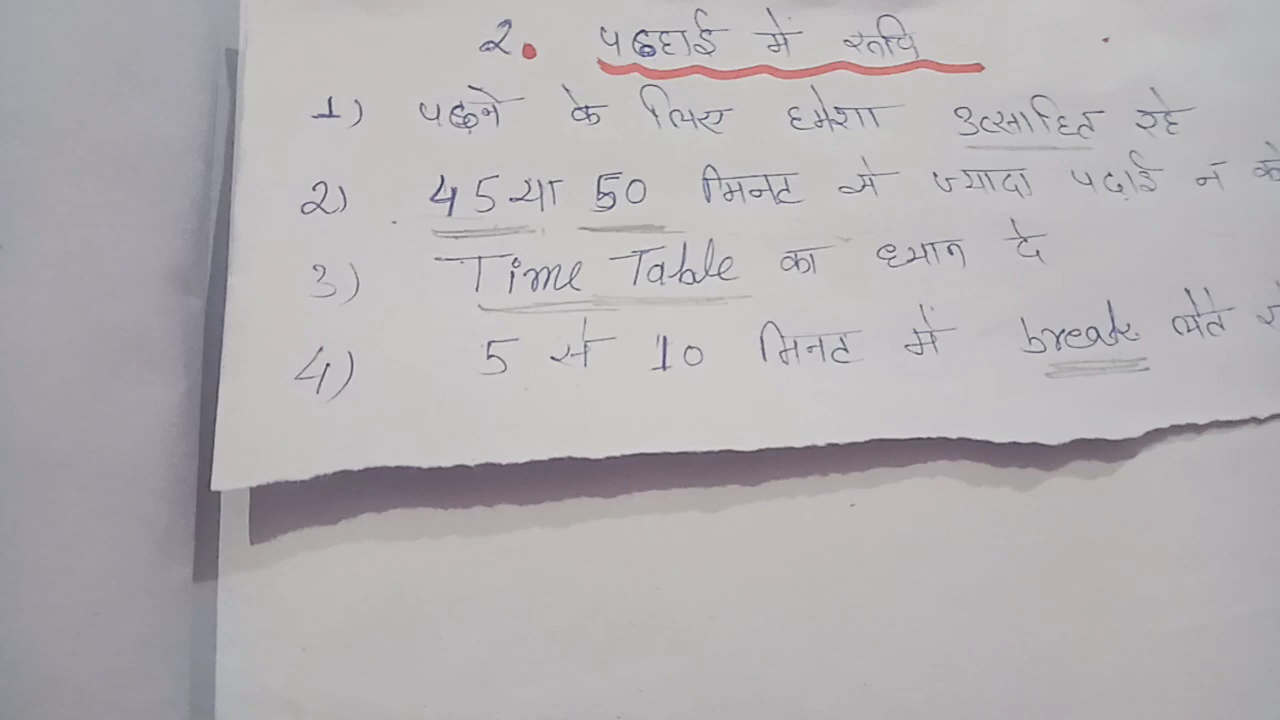 2. पढाई में रूचि
1) पढ़ने के लिए हमेशा उत्साहित रहे
2) 45 या 50 मिनट से ज्यादा पढ़ाई न
3) Time Table का ध्यान दे
4) 5 से 10 मिनट में break लेते